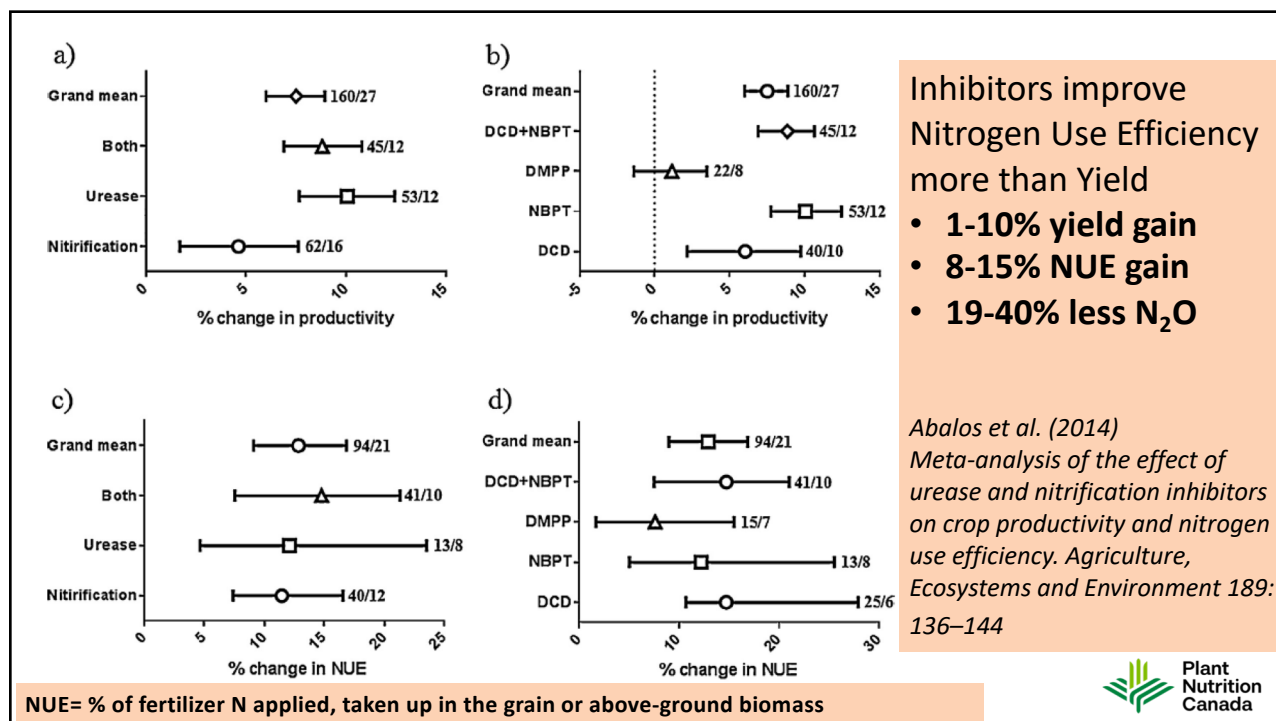 a)
Grand mean
160/27
Both
45/12
Urease
53/12
Nitirification
62/16
0
5
10
15
% change in productivity
b)
Grand mean
160/27
DCD+NBPT
45/12
DMPP
22/8
NBPT
53/12
DCD
40/10
-5
0
5
10
15
% change in productivity
c)
Grand mean
94/21
Both
41/10
Urease
13/8
Nitirification
40/12
0
5
10
15
20
25
% change in NUE
d)
Grand mean
94/21
DCD+NBPT
41/10
DMPP
15/7
NBPT
13/8
DCD
25/6
0
10
20
30
% change in NUE
Inhibitors improve
Nitrogen Use Efficiency
more than Yield
• 1-10% yield gain
• 8-15% NUE gain
• 19-40% less N₂O
Abalos et al. (2014)
Meta-analysis of the effect of
urease and nitrification inhibitors
on crop productivity and nitrogen
use efficiency. Agriculture,
Ecosystems and Environment 189:
136–144
NUE= % of fertilizer N applied, taken up in the grain or above-ground biomass
Plant
Nutrition
Canada